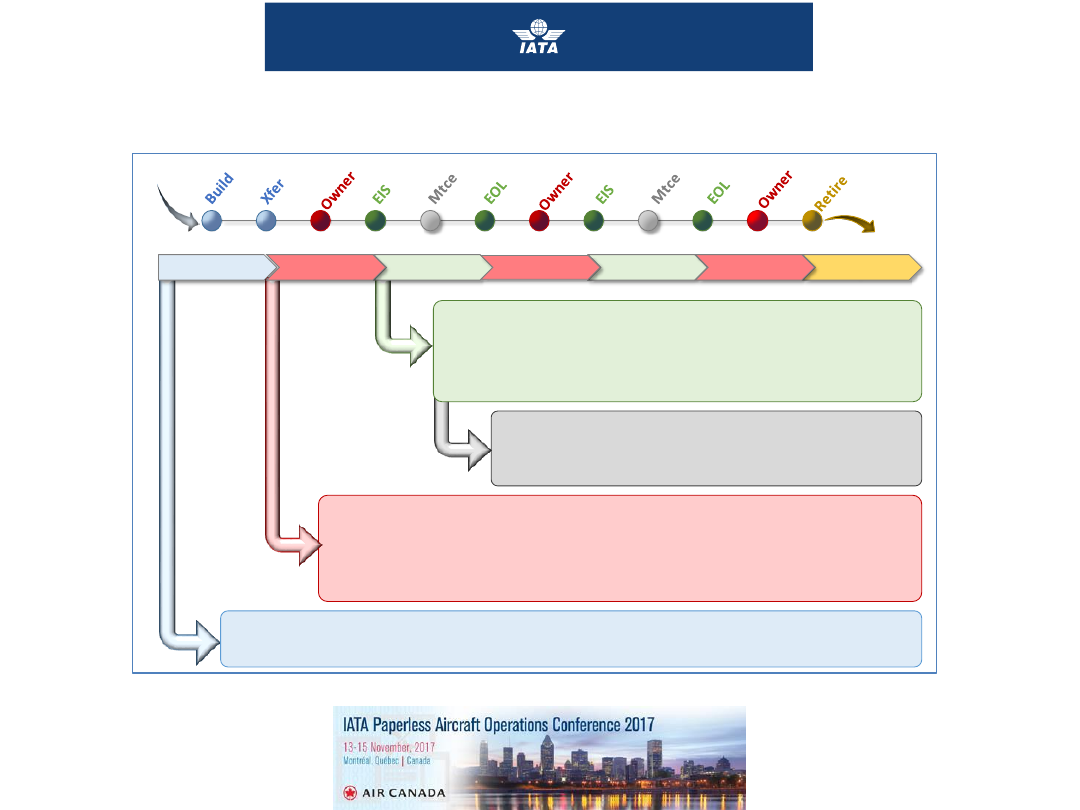 IATA
Build
Xfer
Owner
EIS
Mtce
EOL
Owner
EIS
Mtce
EOL
Owner
Retire
IATA Paperless Aircraft Operations Conference 2017
13-15 November, 2017
Montréal, Québec | Canada
AIR CANADA